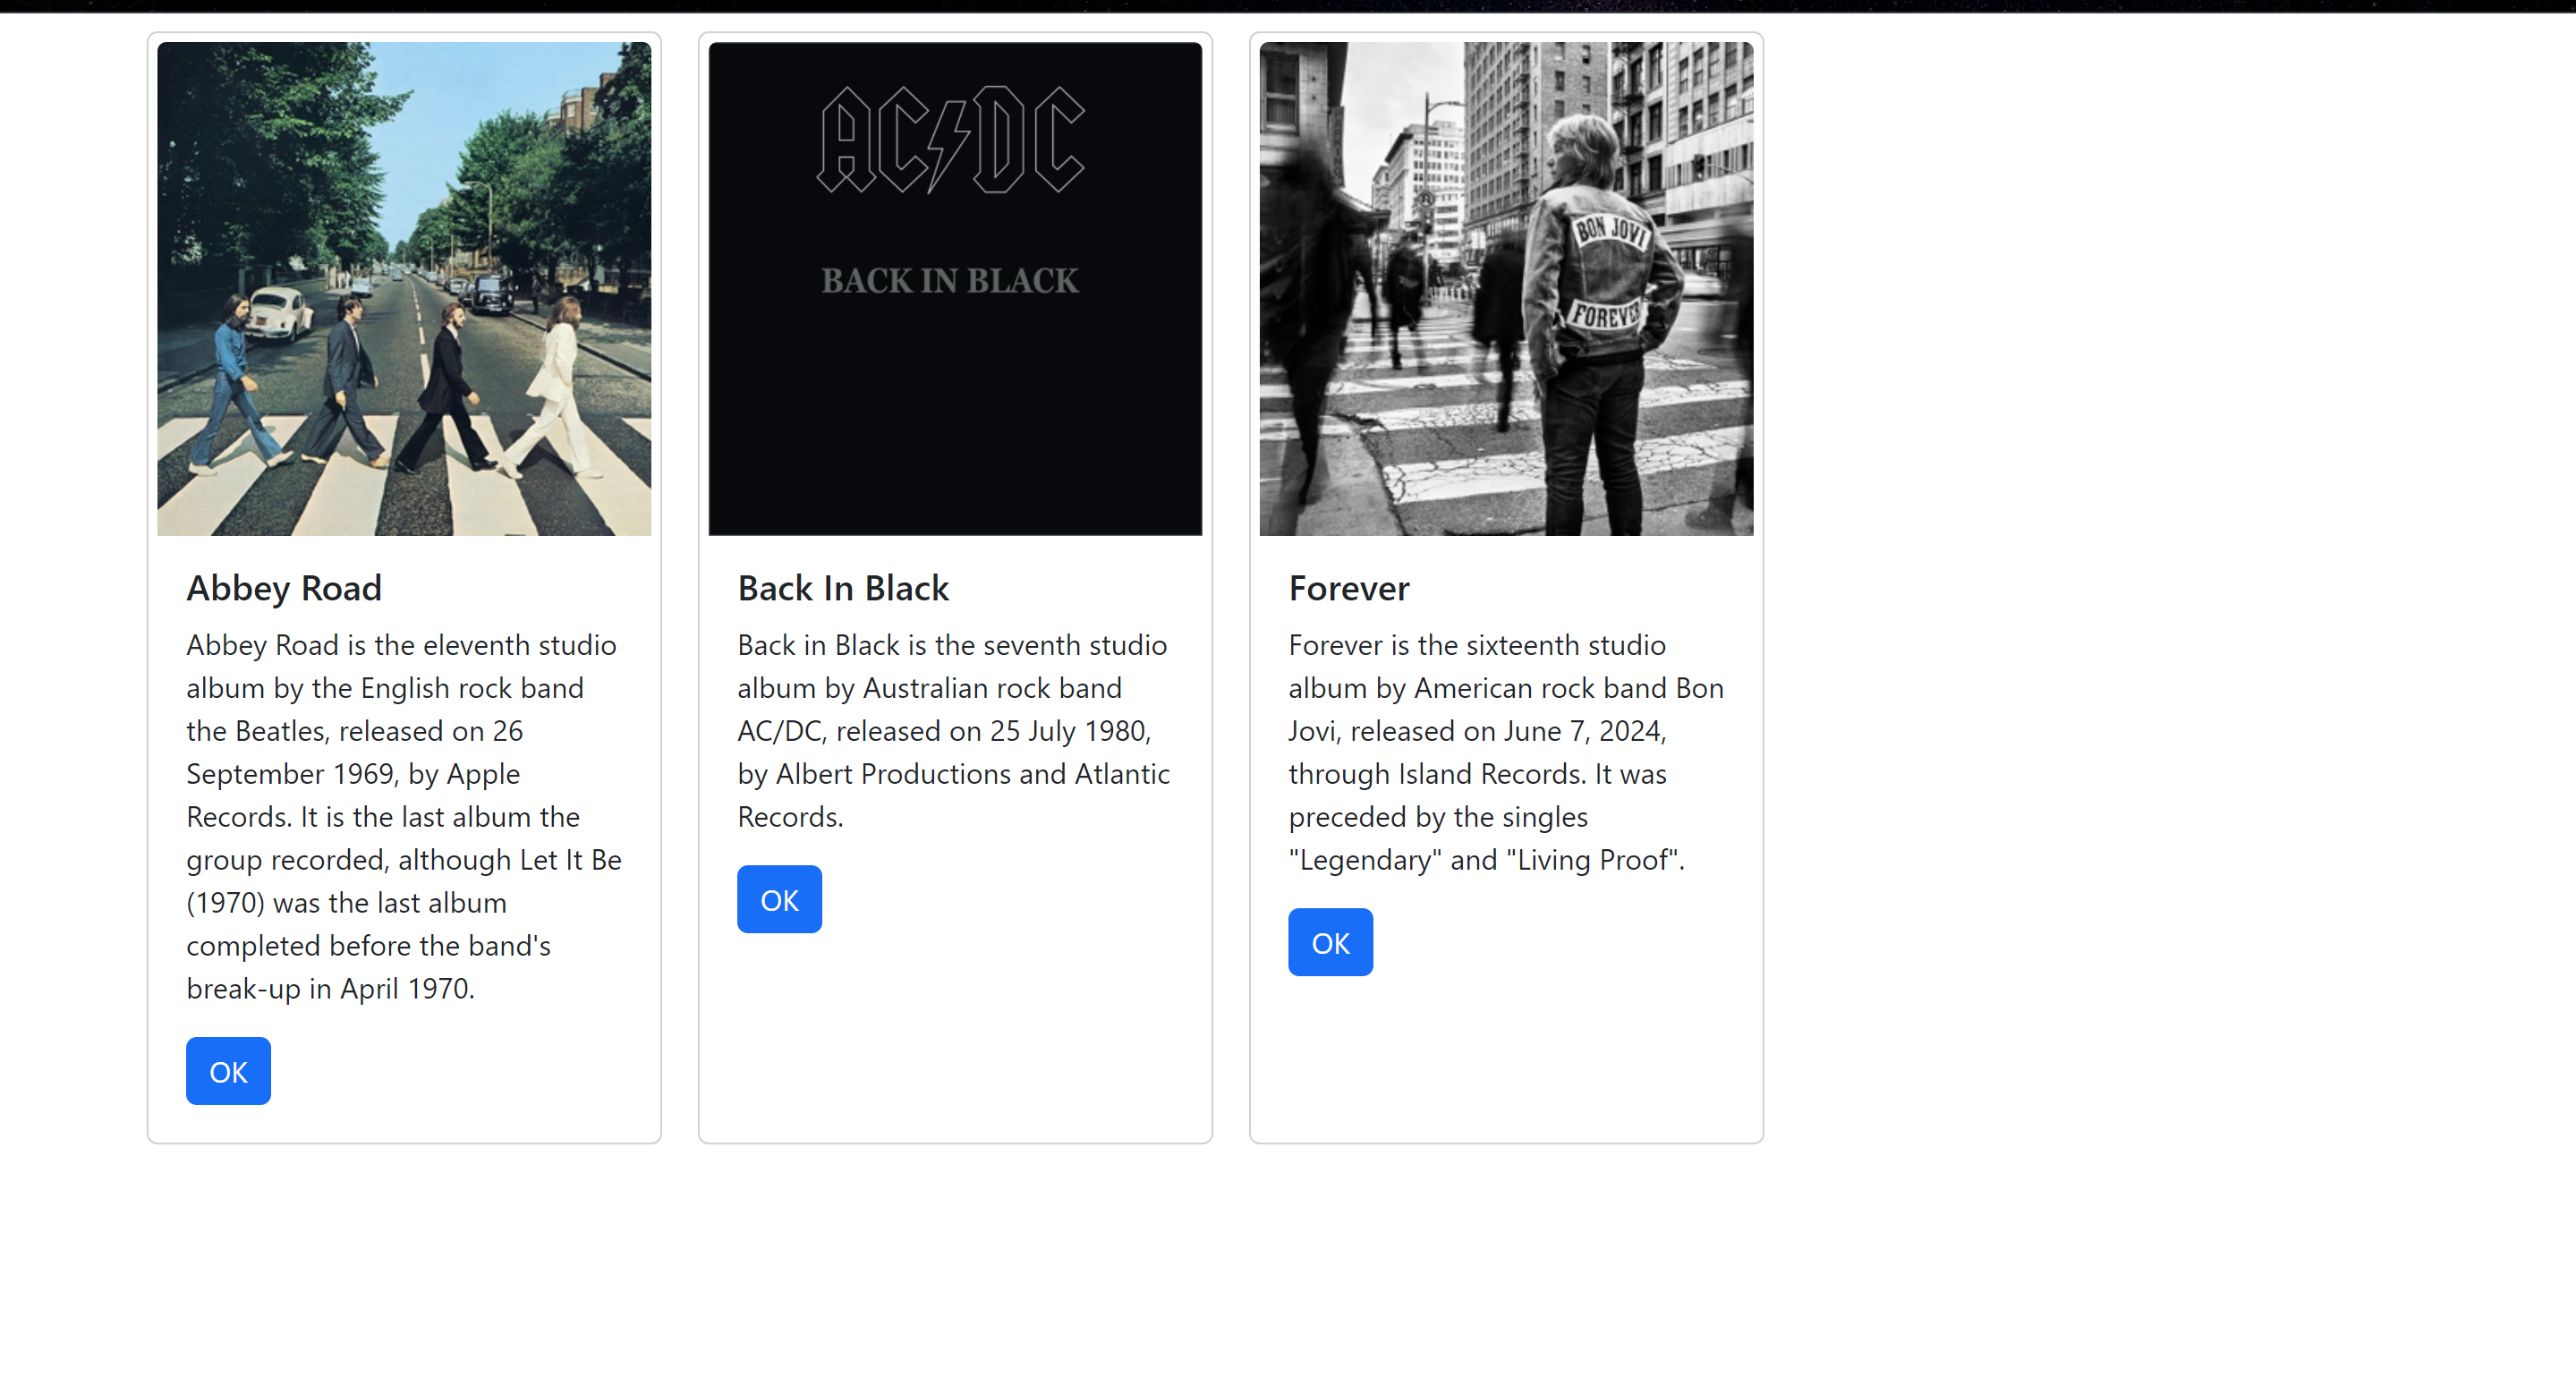 AC/DC
BACK IN BLACK
BON JOVI
FOREVER
Abbey Road
Abbey Road is the eleventh studio
album by the English rock band
the Beatles, released on 26
September 1969, by Apple
Records. It is the last album the
group recorded, although Let It Be
(1970) was the last album
completed before the band's
break-up in April 1970.
OK
Back In Black
Back in Black is the seventh studio
album by Australian rock band
AC/DC, released on 25 July 1980,
by Albert Productions and Atlantic
Records.
OK
Forever
Forever is the sixteenth studio
album by American rock band Bon
Jovi, released on June 7, 2024,
through Island Records. It was
preceded by the singles
"Legendary" and "Living Proof".
OK